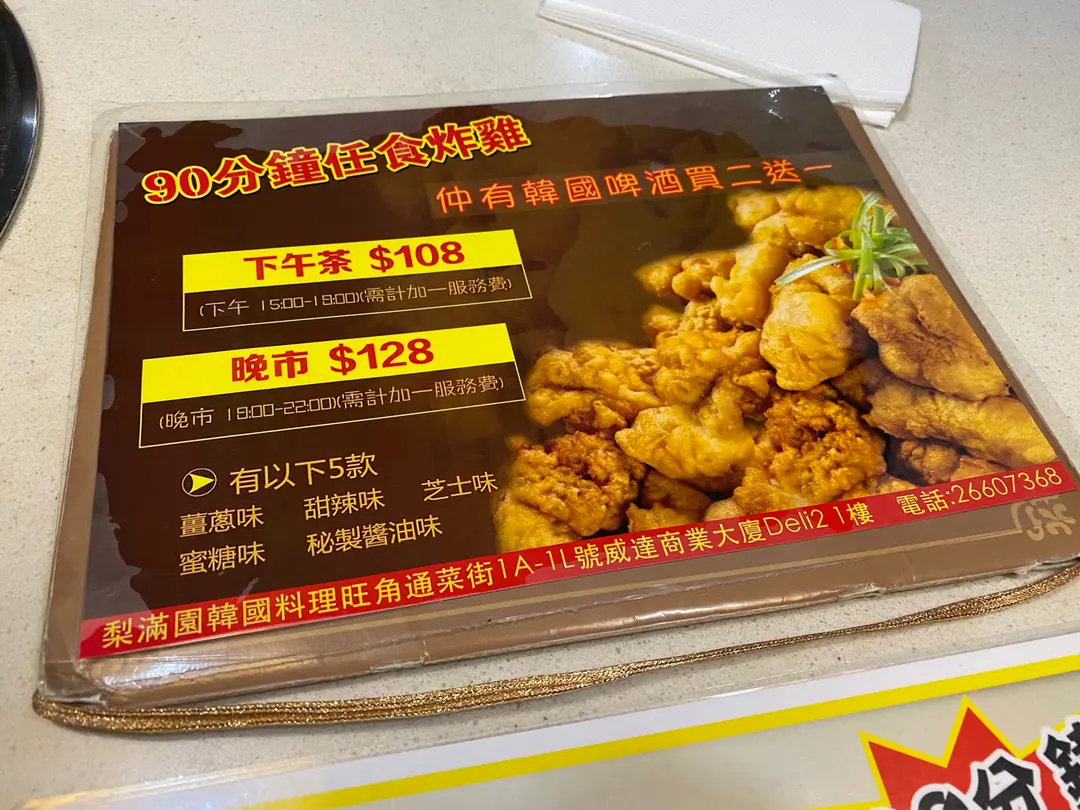 90分鐘任食炸雞
仲有韓國啤酒買二送一
下午茶 $108
(下午 15:00-18:00)(需計加一服務費)
晚市 $128
(晚市 18:00-22:00)(需計加一服務費)
有以下5款
薑蔥味 甜辣味 芝士味
蜜糖味 秘製醬油味
梨滿園韓國料理旺角通菜街1A-1L號威達商業大廈Deli2 1樓 電話:26607368
分鐘